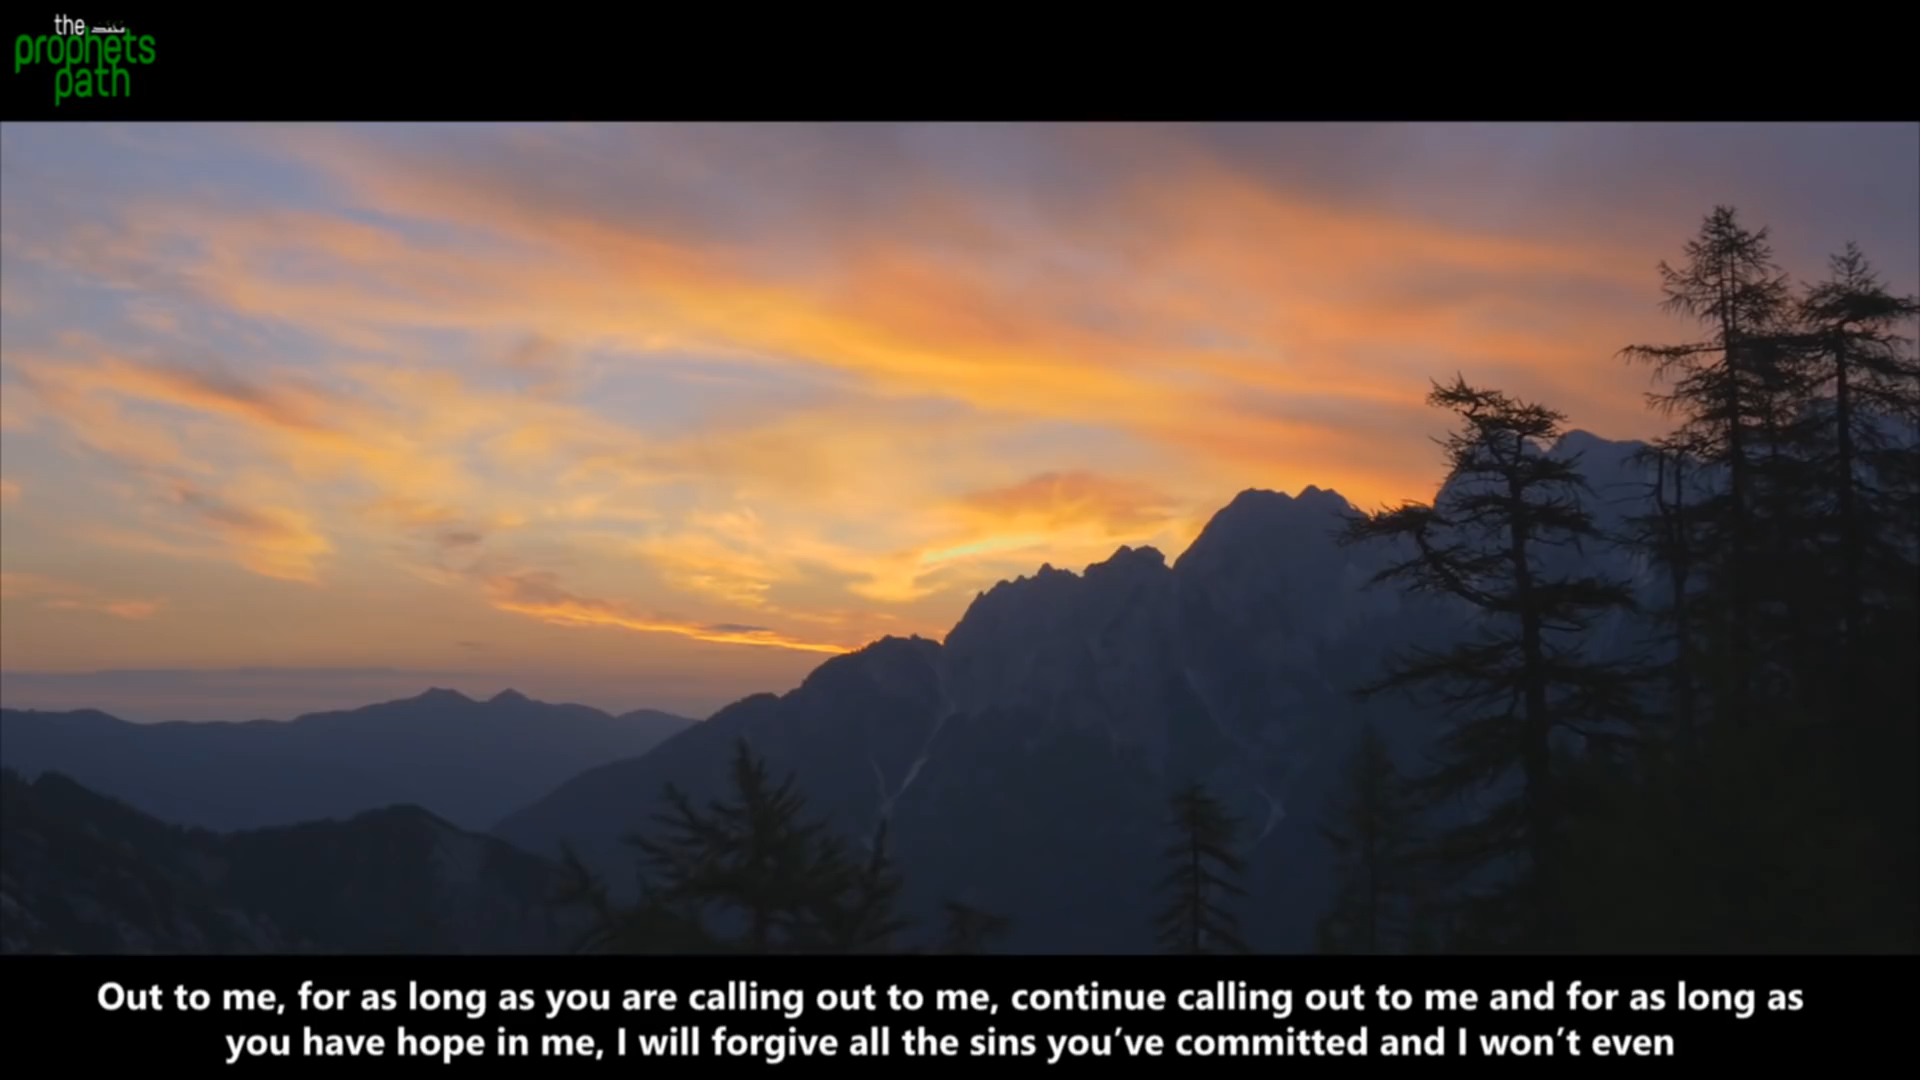 the
prophets
path
Out to me, for as long as you are calling out to me, continue calling out to me and for as long as
you have hope in me, I will forgive all the sins you’ve committed and I won’t even